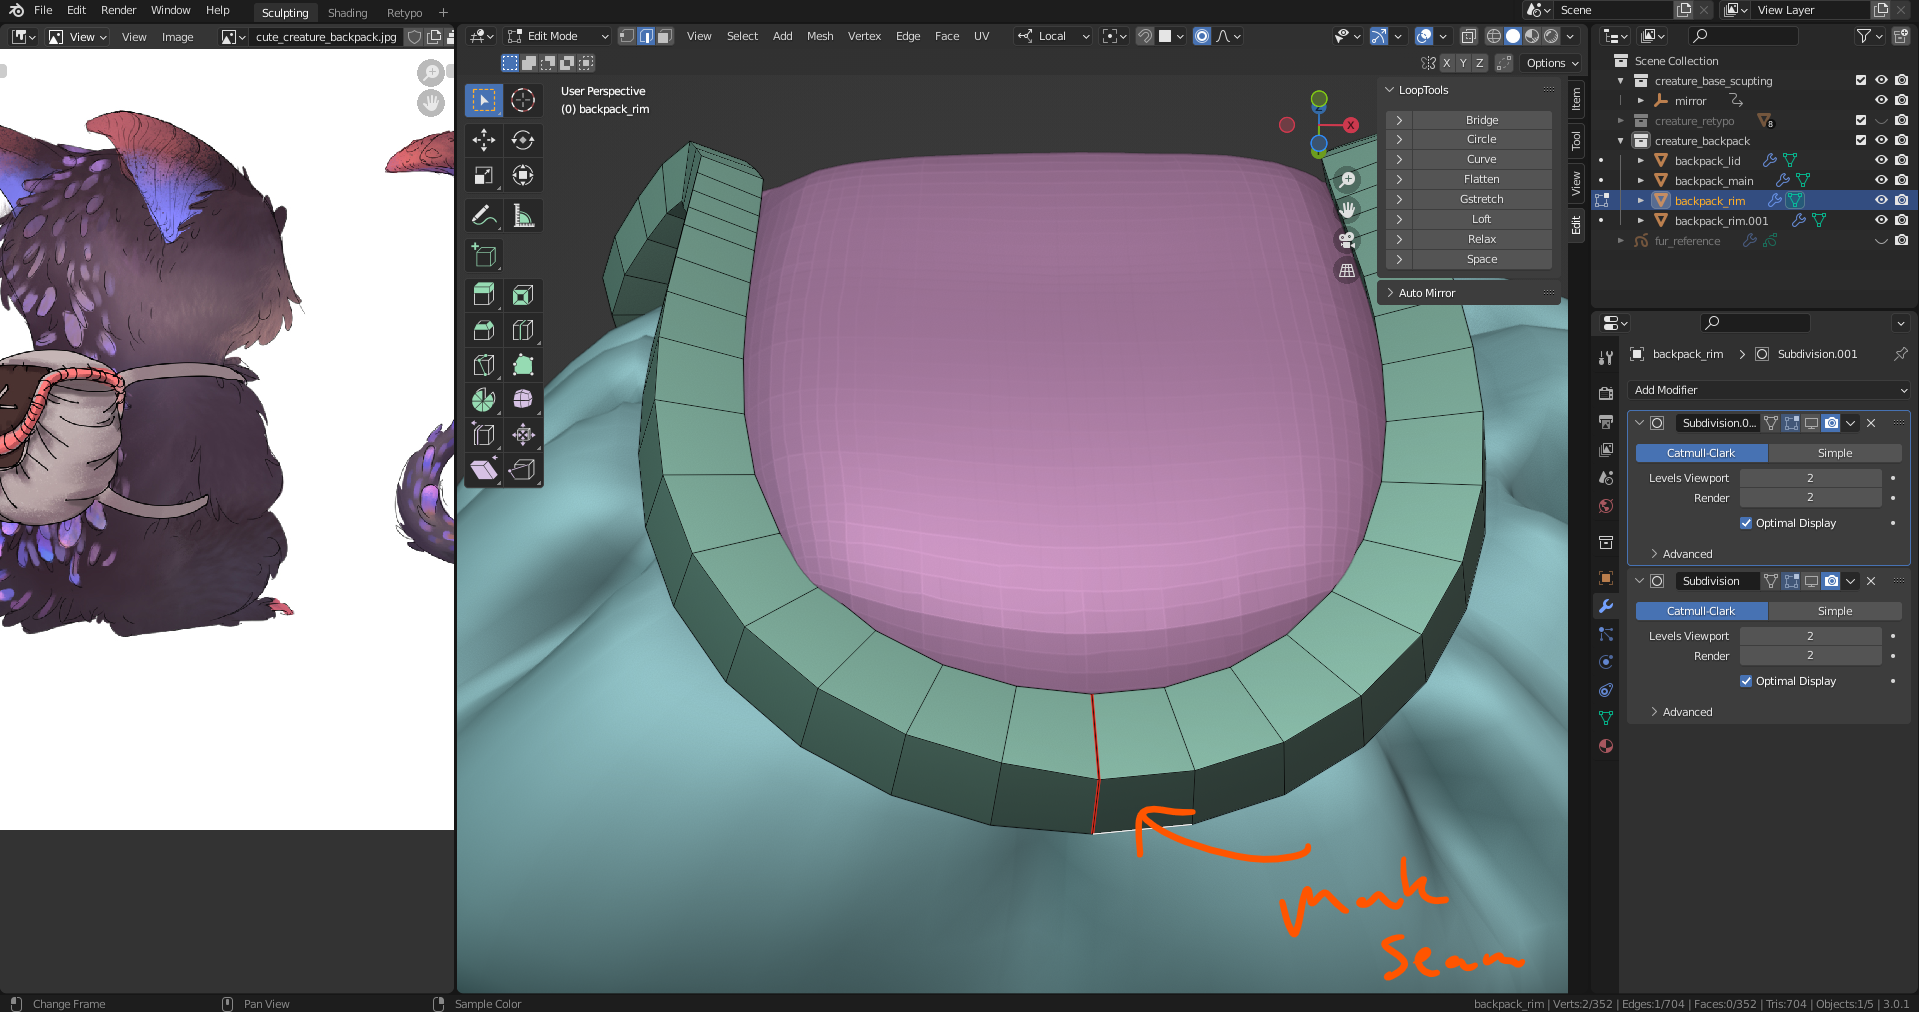 File Edit Render Window Help Sculpting Shading Retypo + Scene View Layer
View View Image cute_creature_backpack.jpg Edit Mode View Select Add Mesh Vertex Edge Face UV Local
X Y Z Options
User Perspective
(0) backpack_rim
X
LoopTools
Bridge
Circle
Curve
Flatten
Gstretch
Loft
Relax
Space
Auto Mirror
Item
Tool
View
Edit
Scene Collection
creature_base_scupting
mirror
creature_retypo 8
creature_backpack
backpack_lid
backpack_main
backpack_rim
backpack_rim.001
fur_reference
backpack_rim > Subdivision.001
Add Modifier
Subdivision.0...
Catmull-Clark Simple
Levels Viewport 2
Render 2
Optimal Display
Advanced
Subdivision
Catmull-Clark Simple
Levels Viewport 2
Render 2
Optimal Display
Advanced
Mark
Seam
Change Frame Pan View Sample Color backpack_rim | Verts:2/352 | Edges:1/704 | Faces:0/352 | Tris:704 | Objects:1/5 | 3.0.1